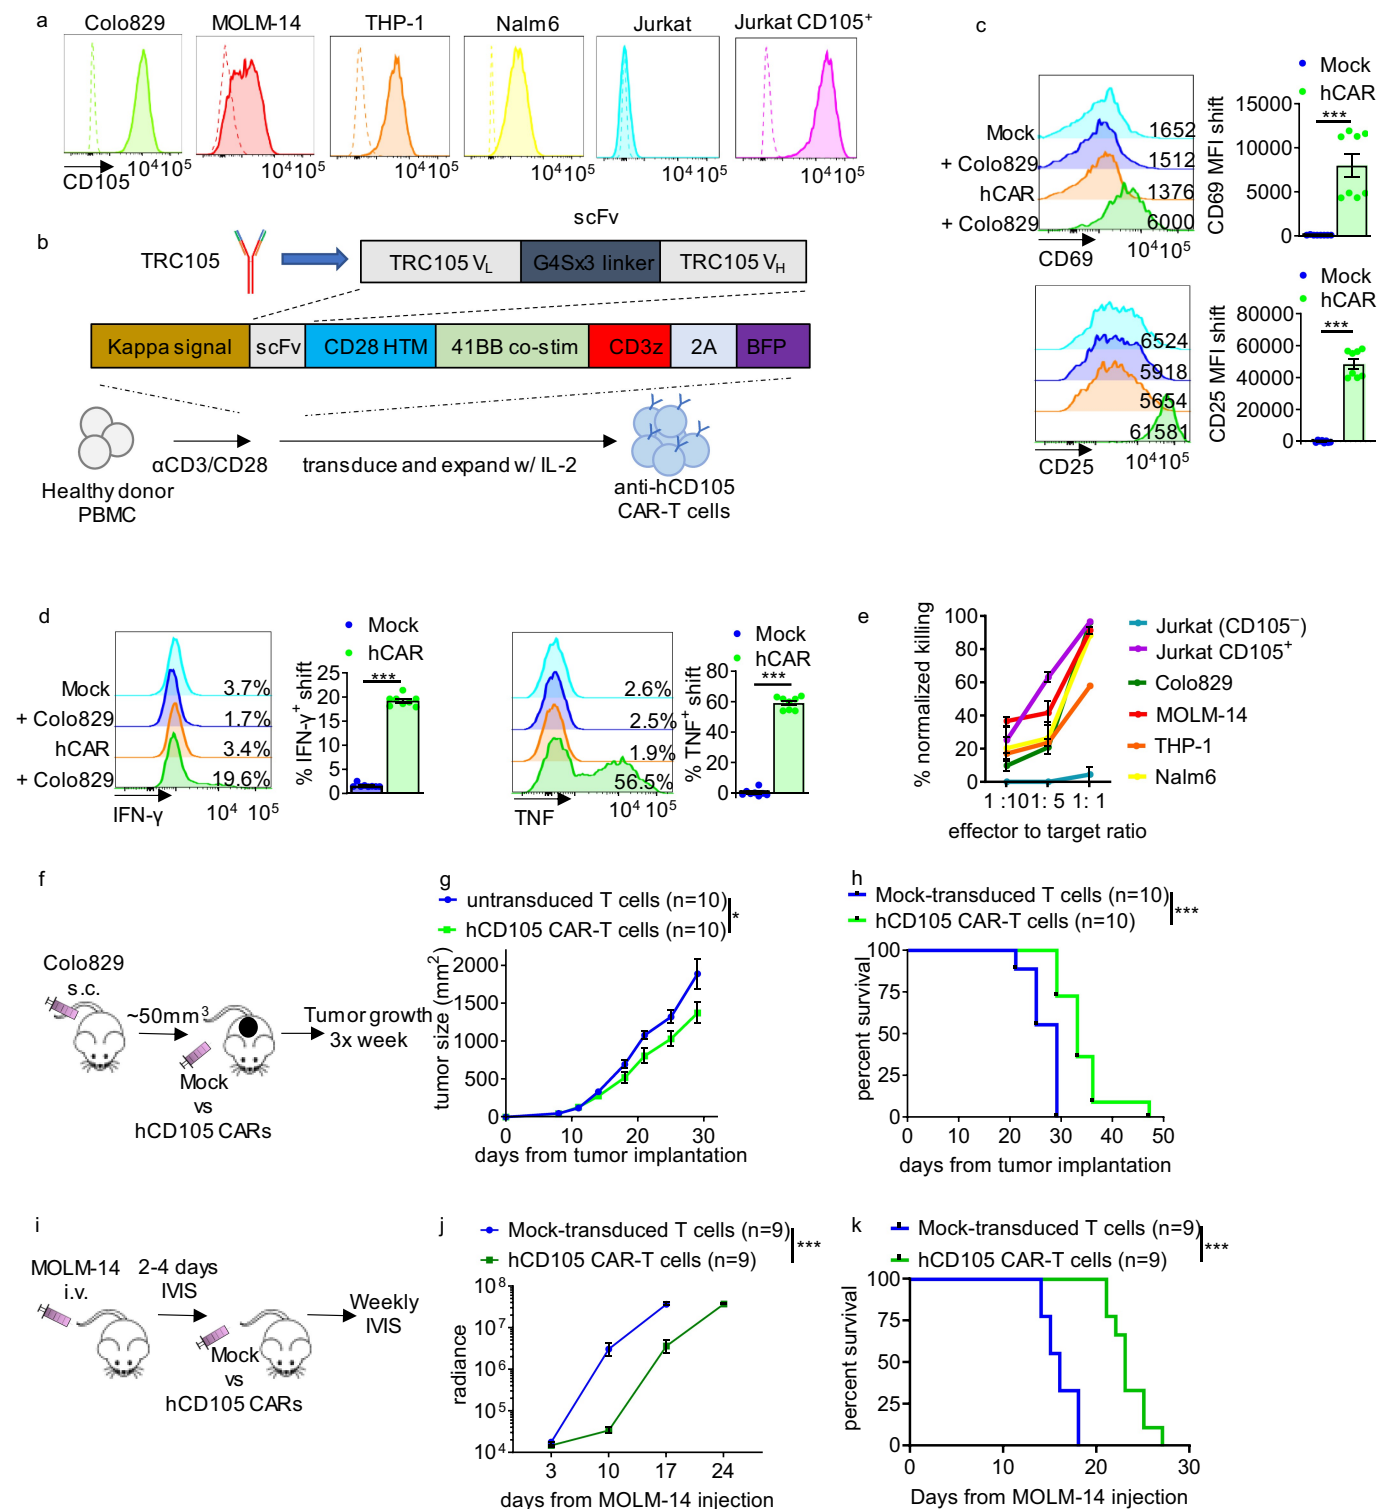 a
Colo829 MOLM-14 THP-1 Nalm6 Jurkat Jurkat CD105+
10⁴10⁵ 10⁴10⁵ 10⁴10⁵ 10⁴10⁵ 10⁴10⁵ 10⁴10⁵
CD105
b
scFv
TRC105
TRC105 VL G4Sx3 linker TRC105 VH
Kappa signal scFv CD28 HTM 41BB co-stim CD3z 2A BFP
αCD3/CD28 transduce and expand w/ IL-2
Healthy donor
PBMC
anti-hCD105
CAR-T cells
c
Mock 1652
+ Colo829 1512
hCAR 1376
+ Colo829 6000
10⁴10⁵
CD69
Mock
hCAR
***
CD69 MFI shift
15000
10000
5000
0
6524
5918
5654
61581
10⁴10⁵
CD25
Mock
hCAR
***
CD25 MFI shift
80000
60000
40000
20000
0
d
Mock 3.7%
+ Colo829 1.7%
hCAR 3.4%
+ Colo829 19.6%
IFN-γ 10⁴ 10⁵
Mock
hCAR
***
% IFN-γ+ shift
25
20
15
10
5
0
2.6%
2.5%
1.9%
56.5%
TNF 10⁴ 10⁵
Mock
hCAR
***
% TNF+ shift
80
60
40
20
0
e
% normalized killing
100
80
60
40
20
0
1 :10 1: 5 1: 1
effector to target ratio
Jurkat (CD105⁻)
Jurkat CD105+
Colo829
MOLM-14
THP-1
Nalm6
f
Colo829
s.c.
~50mm³
Mock
vs
hCD105 CARs
Tumor growth
3x week
g
untransduced T cells (n=10)
hCD105 CAR-T cells (n=10)
*
tumor size (mm²)
2000
1500
1000
500
0
0 10 20 30
days from tumor implantation
h
Mock-transduced T cells (n=10)
hCD105 CAR-T cells (n=10)
***
percent survival
100
75
50
25
0
0 10 20 30 40 50
days from tumor implantation
i
MOLM-14
i.v.
2-4 days
IVIS
Mock
vs
hCD105 CARs
Weekly
IVIS
j
Mock-transduced T cells (n=9)
hCD105 CAR-T cells (n=9)
***
radiance
10⁸
10⁷
10⁶
10⁵
10⁴
3 10 17 24
days from MOLM-14 injection
k
Mock-transduced T cells (n=9)
hCD105 CAR-T cells (n=9)
***
percent survival
100
75
50
25
0
0 10 20 30
Days from MOLM-14 injection